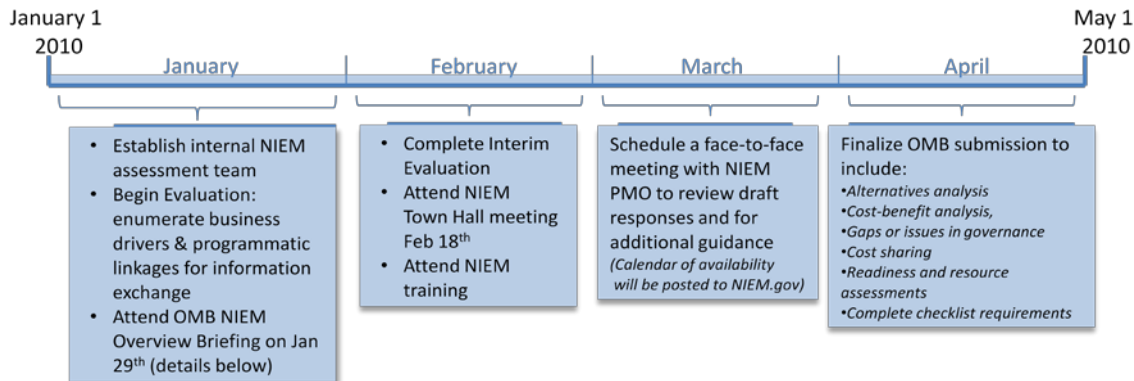 January 1
2010
May 1
2010
January
February
March
April
• Establish internal NIEM
assessment team
• Begin Evaluation:
enumerate business
drivers & programmatic
linkages for information
exchange
• Attend OMB NIEM
Overview Briefing on Jan
29th (details below)
• Complete Interim
Evaluation
• Attend NIEM
Town Hall meeting
Feb 18th
• Attend NIEM
training
Schedule a face-to-face
meeting with NIEM
PMO to review draft
responses and for
additional guidance
(Calendar of availability
will be posted to NIEM.gov)
Finalize OMB submission to
include:
•Alternatives analysis
•Cost-benefit analysis,
•Gaps or issues in governance
•Cost sharing
•Readiness and resource
assessments
•Complete checklist requirements